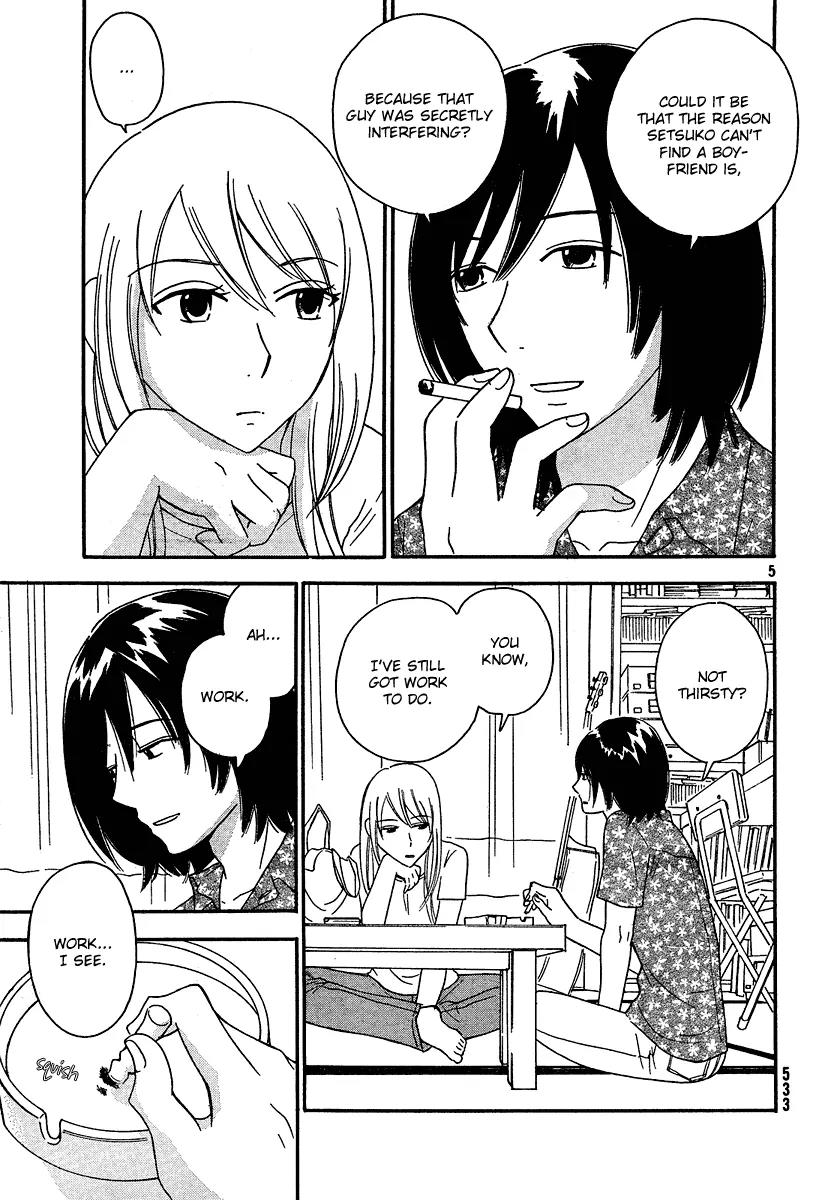 COULD IT BE
THAT THE REASON
SETSUKO CAN'T
FIND A BOY-
FRIEND IS,
BECAUSE THAT
GUY WAS SECRETLY
INTERFERING?
...
5
NOT
THIRSTY?
YOU
KNOW,
I'VE STILL
GOT WORK
TO DO.
AH...
WORK.
WORK...
I SEE.
squish
533